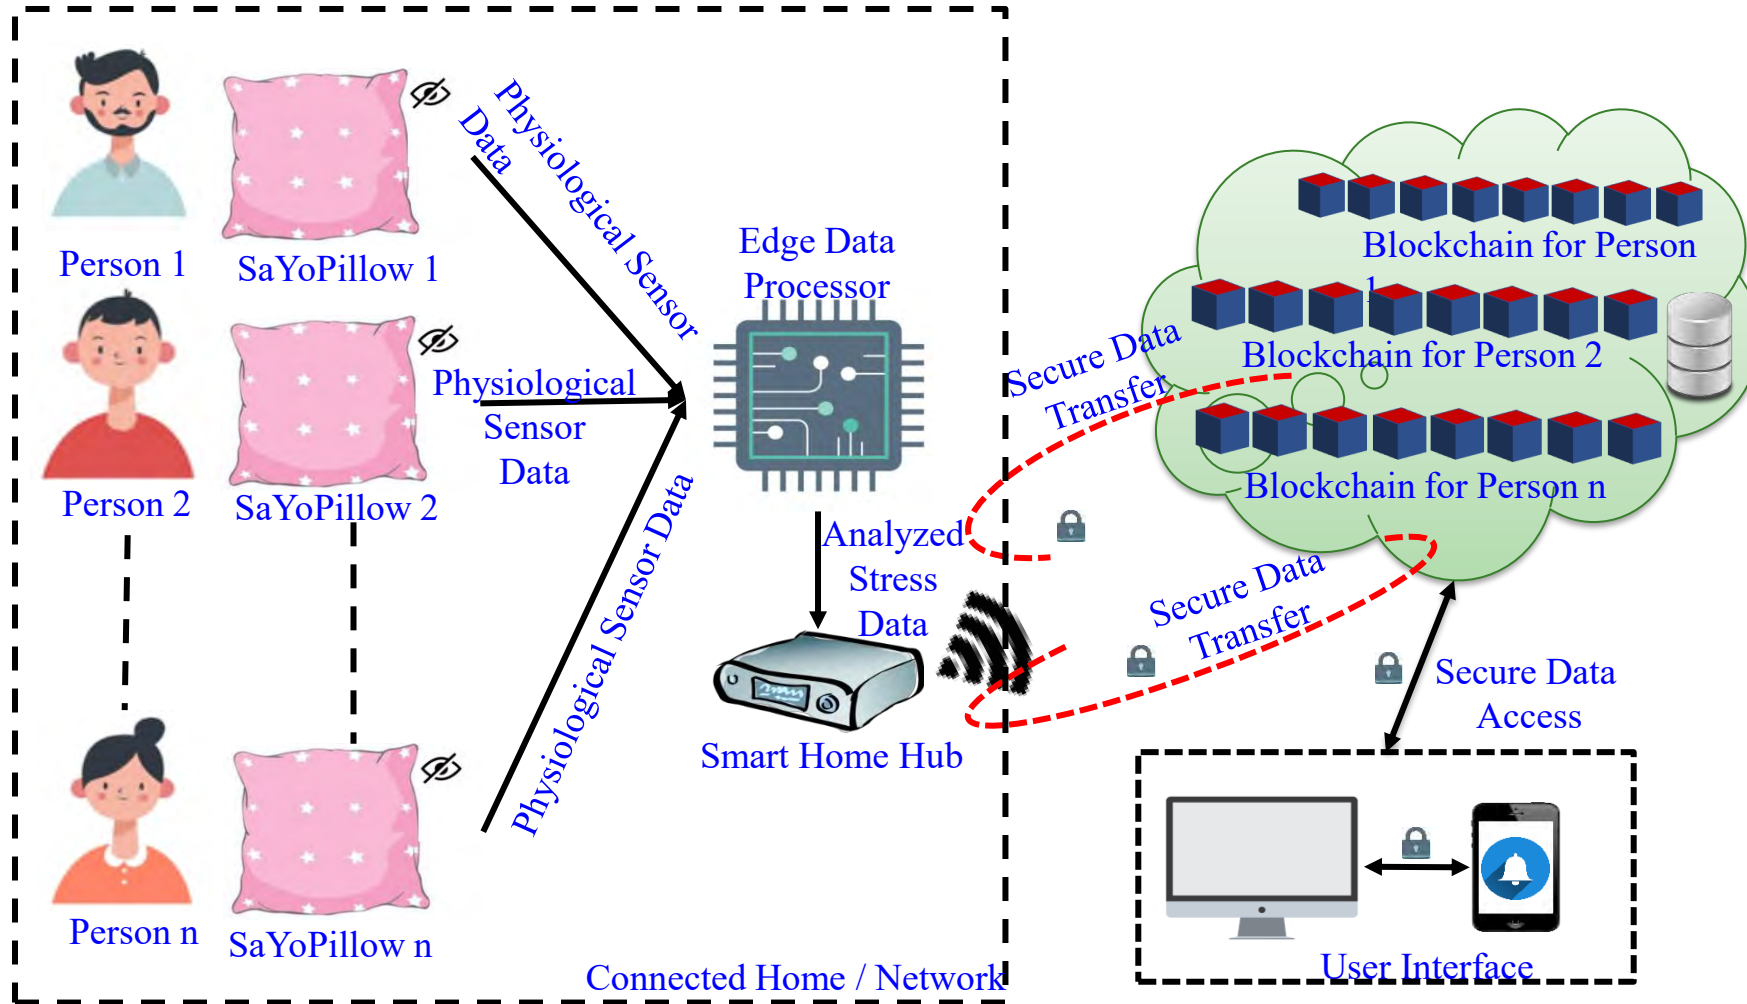 Person 1
SaYoPillow 1
Physiological Sensor
Data
Person 2
SaYoPillow 2
Physiological
Sensor
Data
Person n
SaYoPillow n
Physiological Sensor Data
Edge Data
Processor
Analyzed
Stress
Data
Smart Home Hub
Connected Home / Network
Secure Data
Transfer
Secure Data
Transfer
Blockchain for Person
1
Blockchain for Person 2
Blockchain for Person n
Secure Data
Access
User Interface